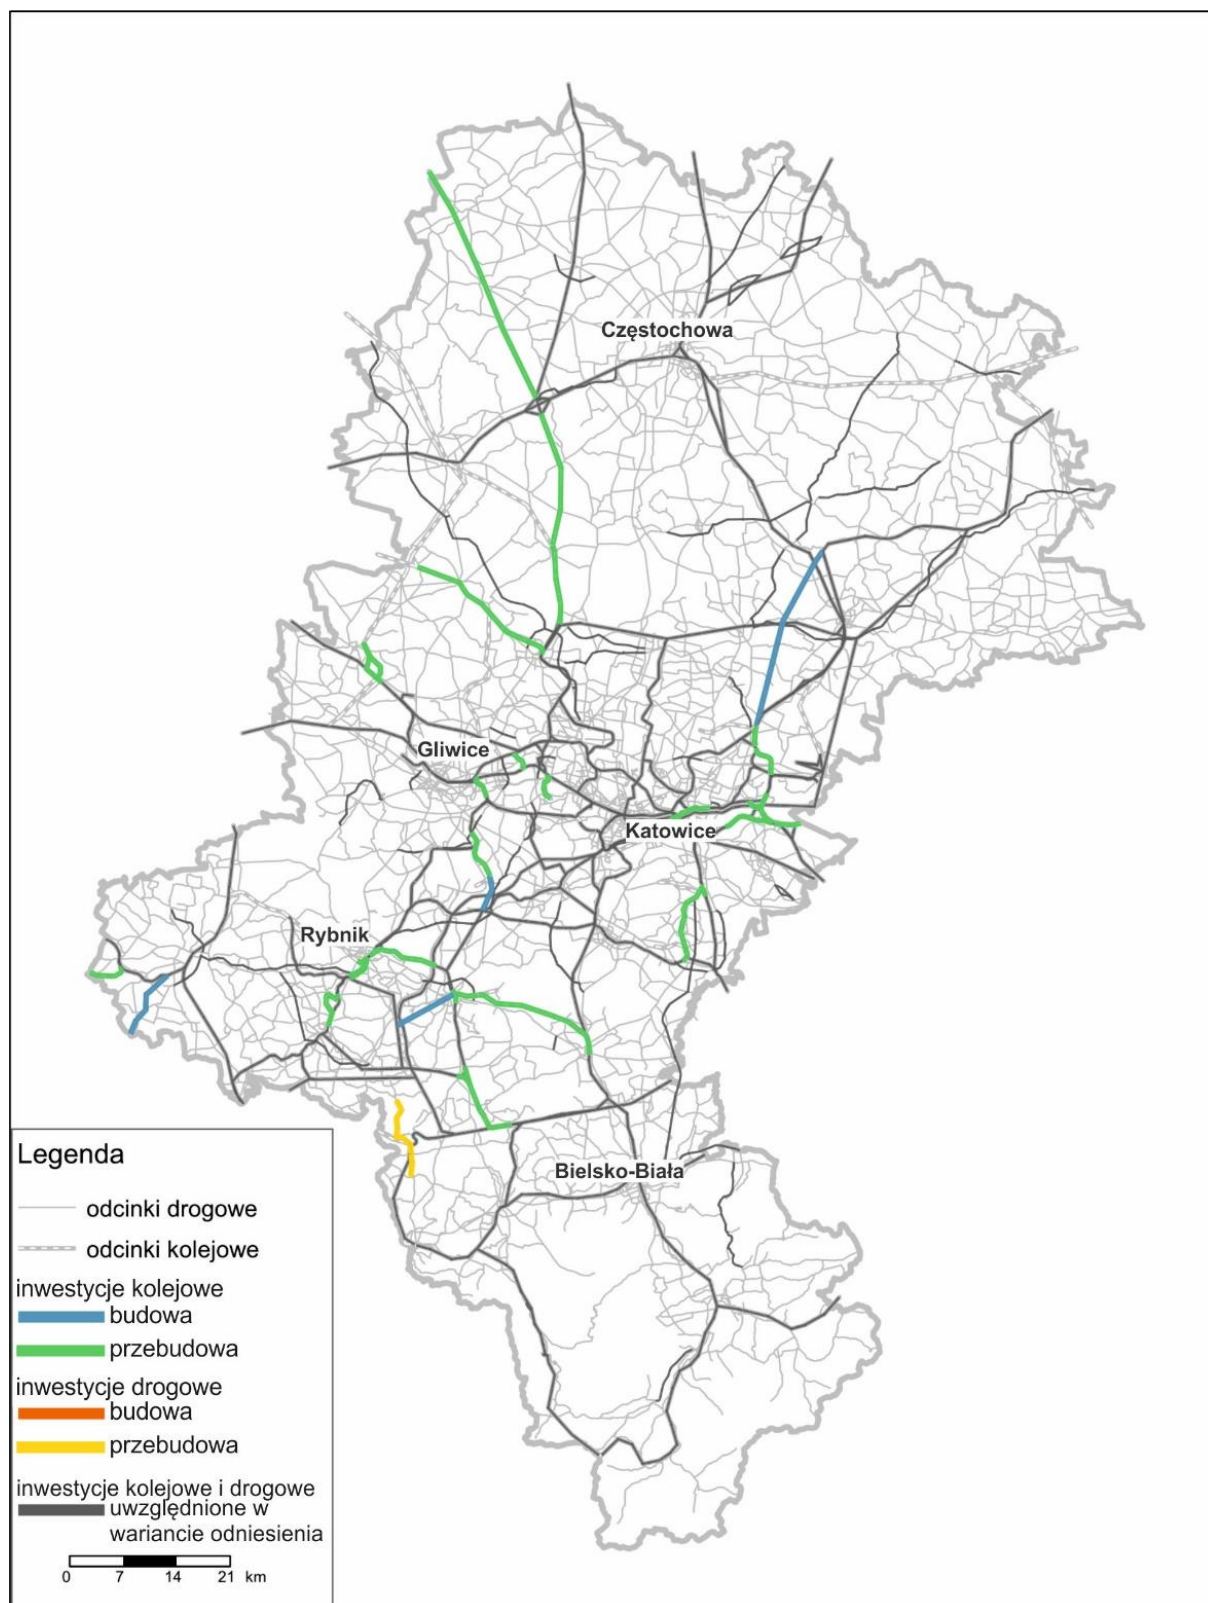 Częstochowa
Gliwice
Katowice
Rybnik
Bielsko-Biała
Legenda
odcinki drogowe
odcinki kolejowe
inwestycje kolejowe
budowa
przebudowa
inwestycje drogowe
budowa
przebudowa
inwestycje kolejowe i drogowe
uwzględnione w
wariancie odniesienia
0 7 14 21 km